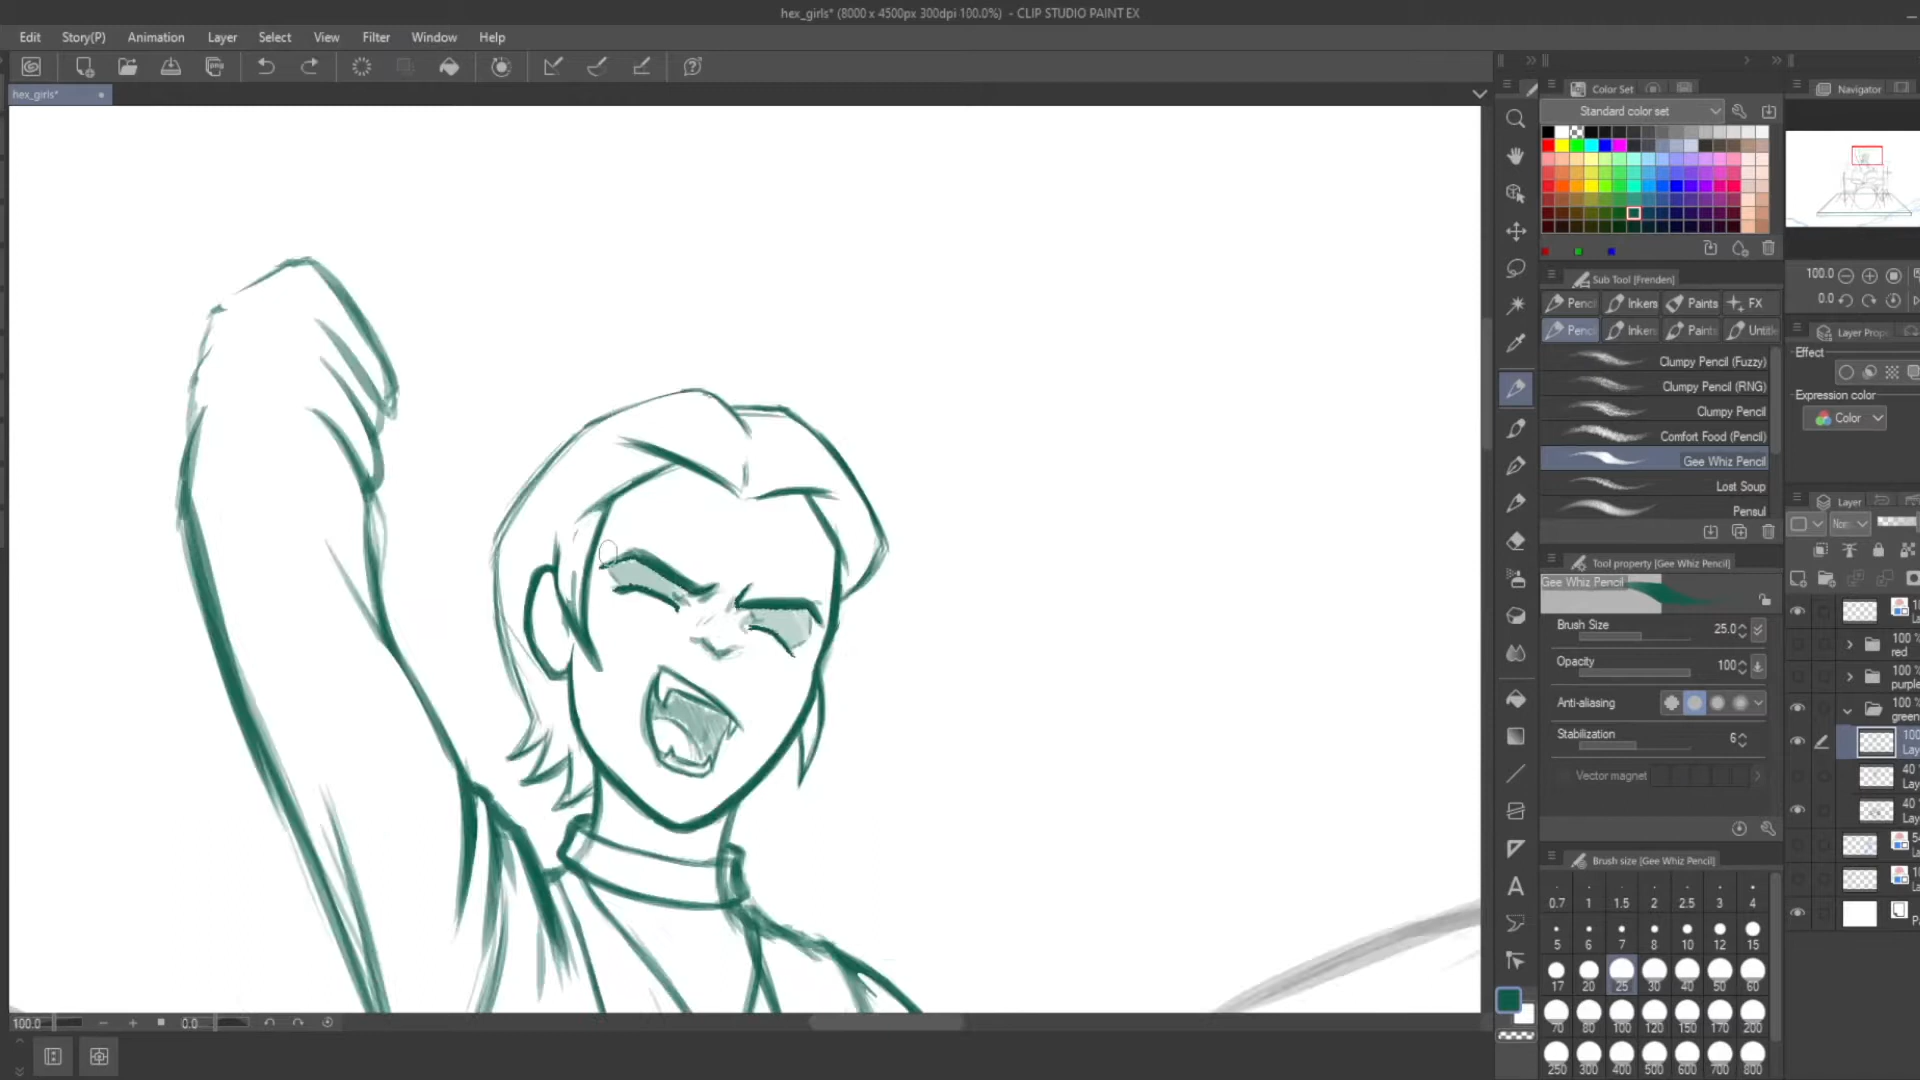 hex_girls* (8000 x 4500px 300dpi 100.0%) - CLIP STUDIO PAINT EX
Edit Story(P) Animation Layer Select View Filter Window Help
hex_girls*
Color Set
Navigator
Standard color set
100.0
0.0
Sub Tool [Frenden]
Pencil Inkers Paints FX
Pencil Inkers Paints Untitle
Layer Prop
Effect
Expression color
Color
Clumpy Pencil (Fuzzy)
Clumpy Pencil (RNG)
Clumpy Pencil
Comfort Food (Pencil)
Gee Whiz Pencil
Lost Soup
Pensul
Layer
Nor
Tool property [Gee Whiz Pencil]
Gee Whiz Pencil
Brush Size 25.0
Opacity 100
Anti-aliasing
Stabilization 6
Vector magnet
100 %
red
100 %
purple
100 %
green
100
Lay
40 %
Lay
40 %
Lay
Brush size [Gee Whiz Pencil]
0.7 1 1.5 2 2.5 3 4
5 6 7 8 10 12 15
17 20 25 30 40 50 60
70 80 100 120 150 170 200
250 300 400 500 600 700 800
100.0 0.0